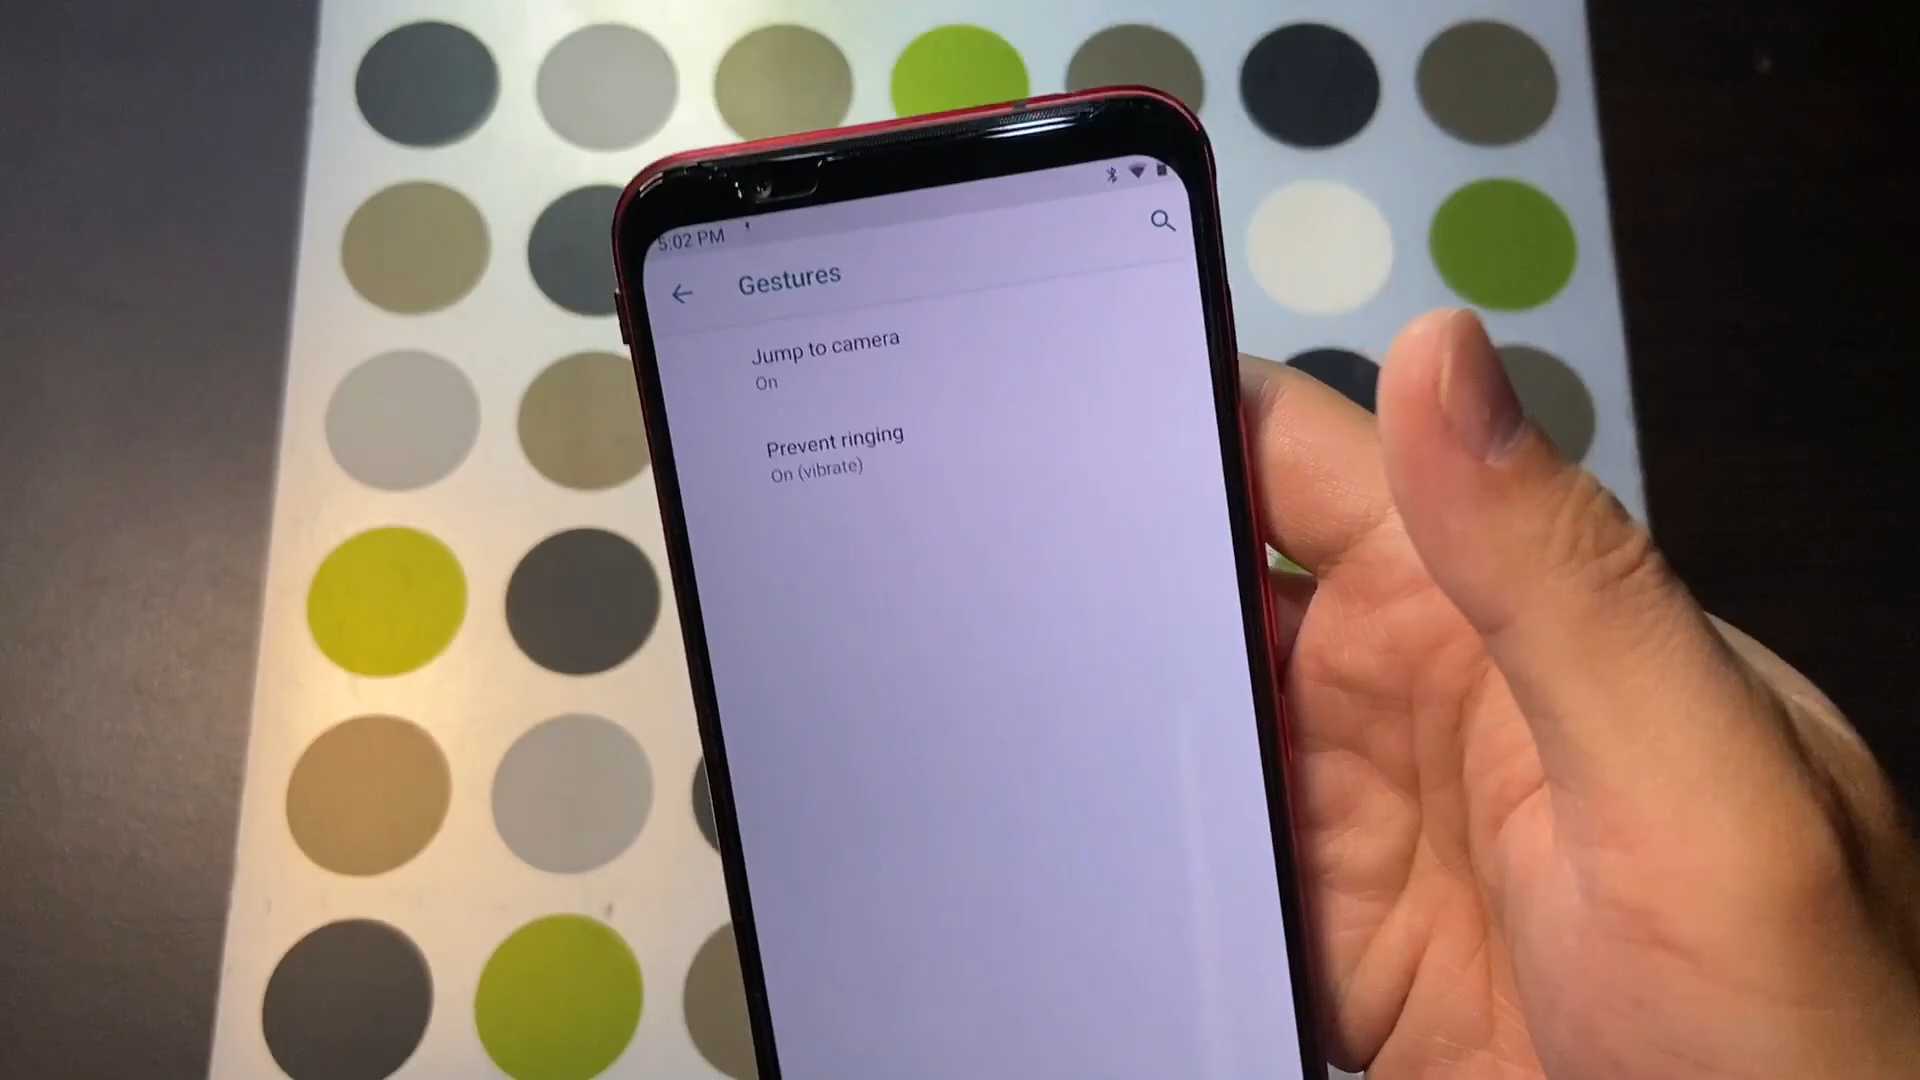 5:02 PM
Gestures
Jump to camera
On
Prevent ringing
On (vibrate)